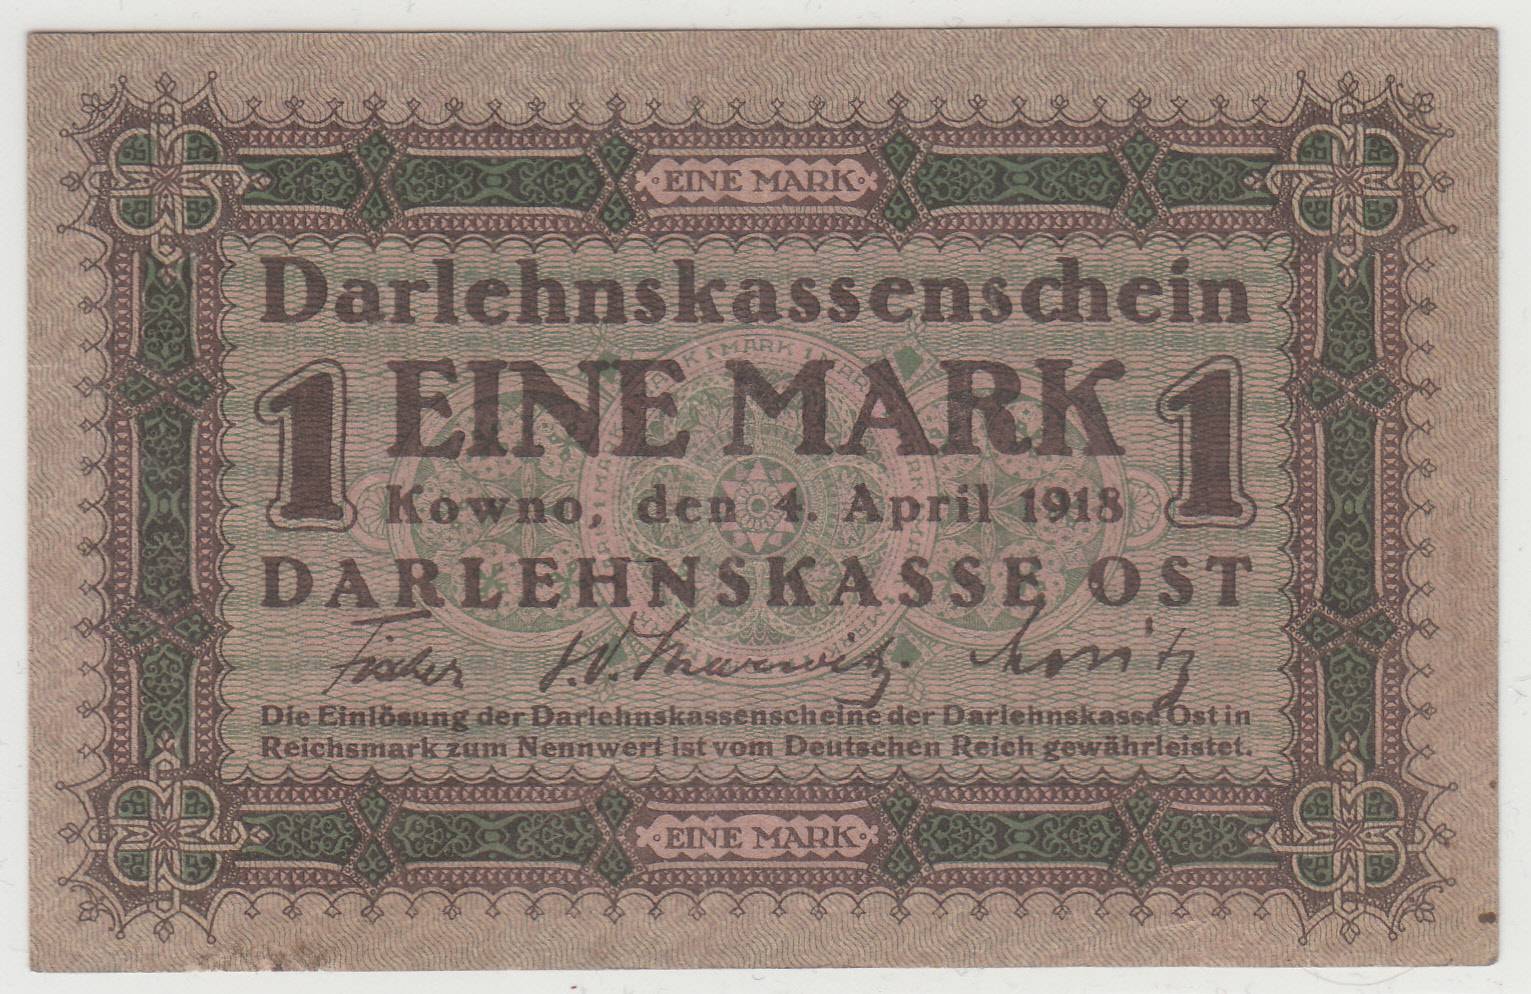 EINE MARK
Darlehnskassenschein
1 EINE MARK 1
Kowno, den 4. April 1918
DARLEHNSKASSE OST
Fischer
Die Einlösung der Darlehnskassenscheine der Darlehnskasse Ost in
Reichsmark zum Nennwert ist vom Deutschen Reich gewährleistet.
EINE MARK